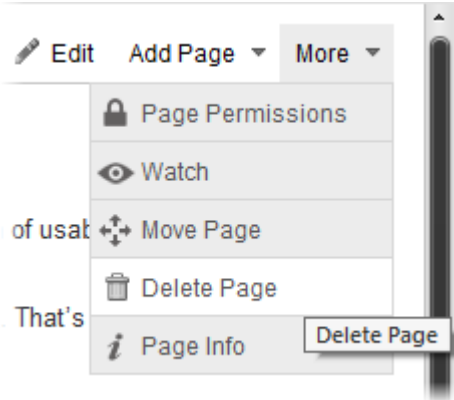 Edit Add Page More
Page Permissions
Watch
of usab Move Page
Delete Page
That's
Page Info Delete Page